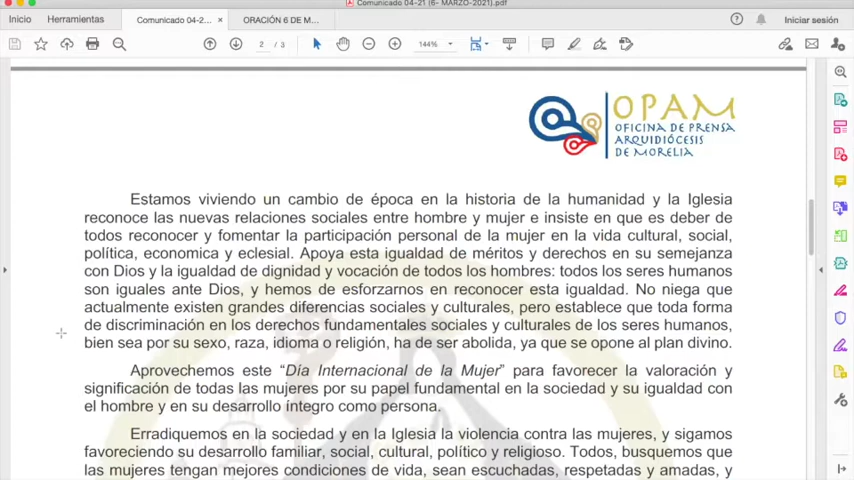 Comunicado 04-21 (6- MARZO-2021).pdf
Inicio Herramientas Comunicado 04-2... × ORACIÓN 6 DE M... Iniciar sesión
2 / 3 144%
OPAM
OFICINA DE PRENSA
ARQUIDIÓCESIS
DE MORELIA
Estamos viviendo un cambio de época en la historia de la humanidad y la Iglesia
reconoce las nuevas relaciones sociales entre hombre y mujer e insiste en que es deber de
todos reconocer y fomentar la participación personal de la mujer en la vida cultural, social,
política, economica y eclesial. Apoya esta igualdad de méritos y derechos en su semejanza
con Dios y la igualdad de dignidad y vocación de todos los hombres: todos los seres humanos
son iguales ante Dios, y hemos de esforzarnos en reconocer esta igualdad. No niega que
actualmente existen grandes diferencias sociales y culturales, pero establece que toda forma
de discriminación en los derechos fundamentales sociales y culturales de los seres humanos,
bien sea por su sexo, raza, idioma o religión, ha de ser abolida, ya que se opone al plan divino.
Aprovechemos este “Día Internacional de la Mujer” para favorecer la valoración y
significación de todas las mujeres por su papel fundamental en la sociedad y su igualdad con
el hombre y en su desarrollo íntegro como persona.
Erradiquemos en la sociedad y en la Iglesia la violencia contra las mujeres, y sigamos
favoreciendo su desarrollo familiar, social, cultural, político y religioso. Todos, busquemos que
las mujeres tengan mejores condiciones de vida, sean escuchadas, respetadas y amadas, y